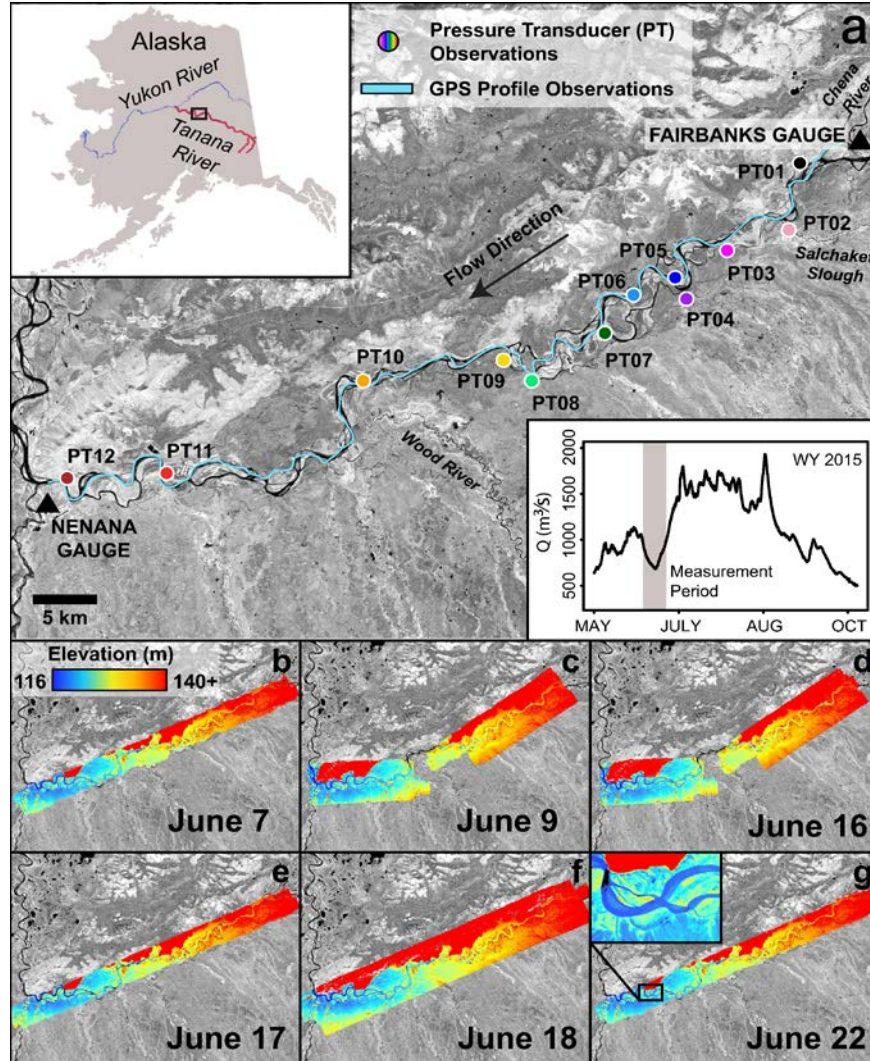 a
Alaska
Yukon River
Tanana
River
Pressure Transducer (PT)
Observations
GPS Profile Observations
Chena
River
FAIRBANKS GAUGE
PT01
PT02
Salchaket
Slough
PT03
PT05
PT04
PT06
PT07
Flow Direction
PT10
PT09
PT08
Wood River
PT12
PT11
NENANA
GAUGE
5 km
WY 2015
2000
1500
1000
500
Q (m³/S)
Measurement
Period
MAY
JULY
AUG
OCT
b
Elevation (m)
116
140+
June 7
c
June 9
d
June 16
e
June 17
f
June 18
g
June 22